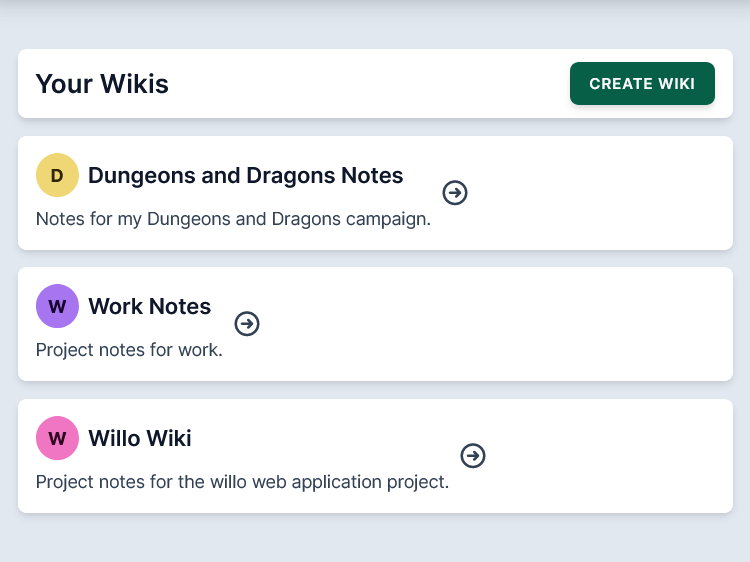 Your Wikis
CREATE WIKI
D
Dungeons and Dragons Notes
Notes for my Dungeons and Dragons campaign.
W
Work Notes
Project notes for work.
W
Willo Wiki
Project notes for the willo web application project.